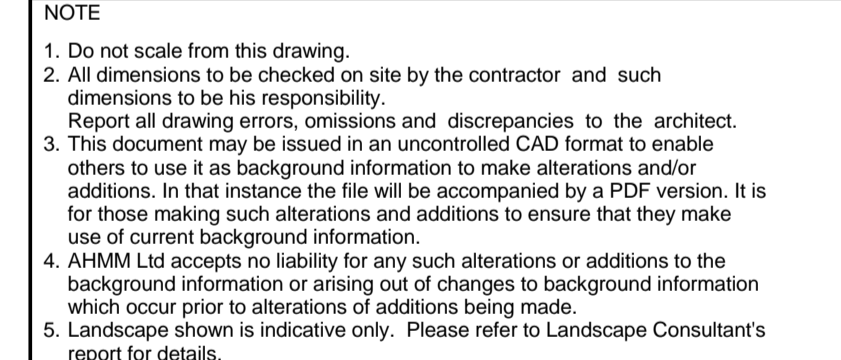 NOTE
1. Do not scale from this drawing.
2. All dimensions to be checked on site by the contractor and such
dimensions to be his responsibility.
Report all drawing errors, omissions and discrepancies to the architect.
3. This document may be issued in an uncontrolled CAD format to enable
others to use it as background information to make alterations and/or
additions. In that instance the file will be accompanied by a PDF version. It is
for those making such alterations and additions to ensure that they make
use of current background information.
4. AHMM Ltd accepts no liability for any such alterations or additions to the
background information or arising out of changes to background information
which occur prior to alterations of additions being made.
5. Landscape shown is indicative only. Please refer to Landscape Consultant's
report for details.